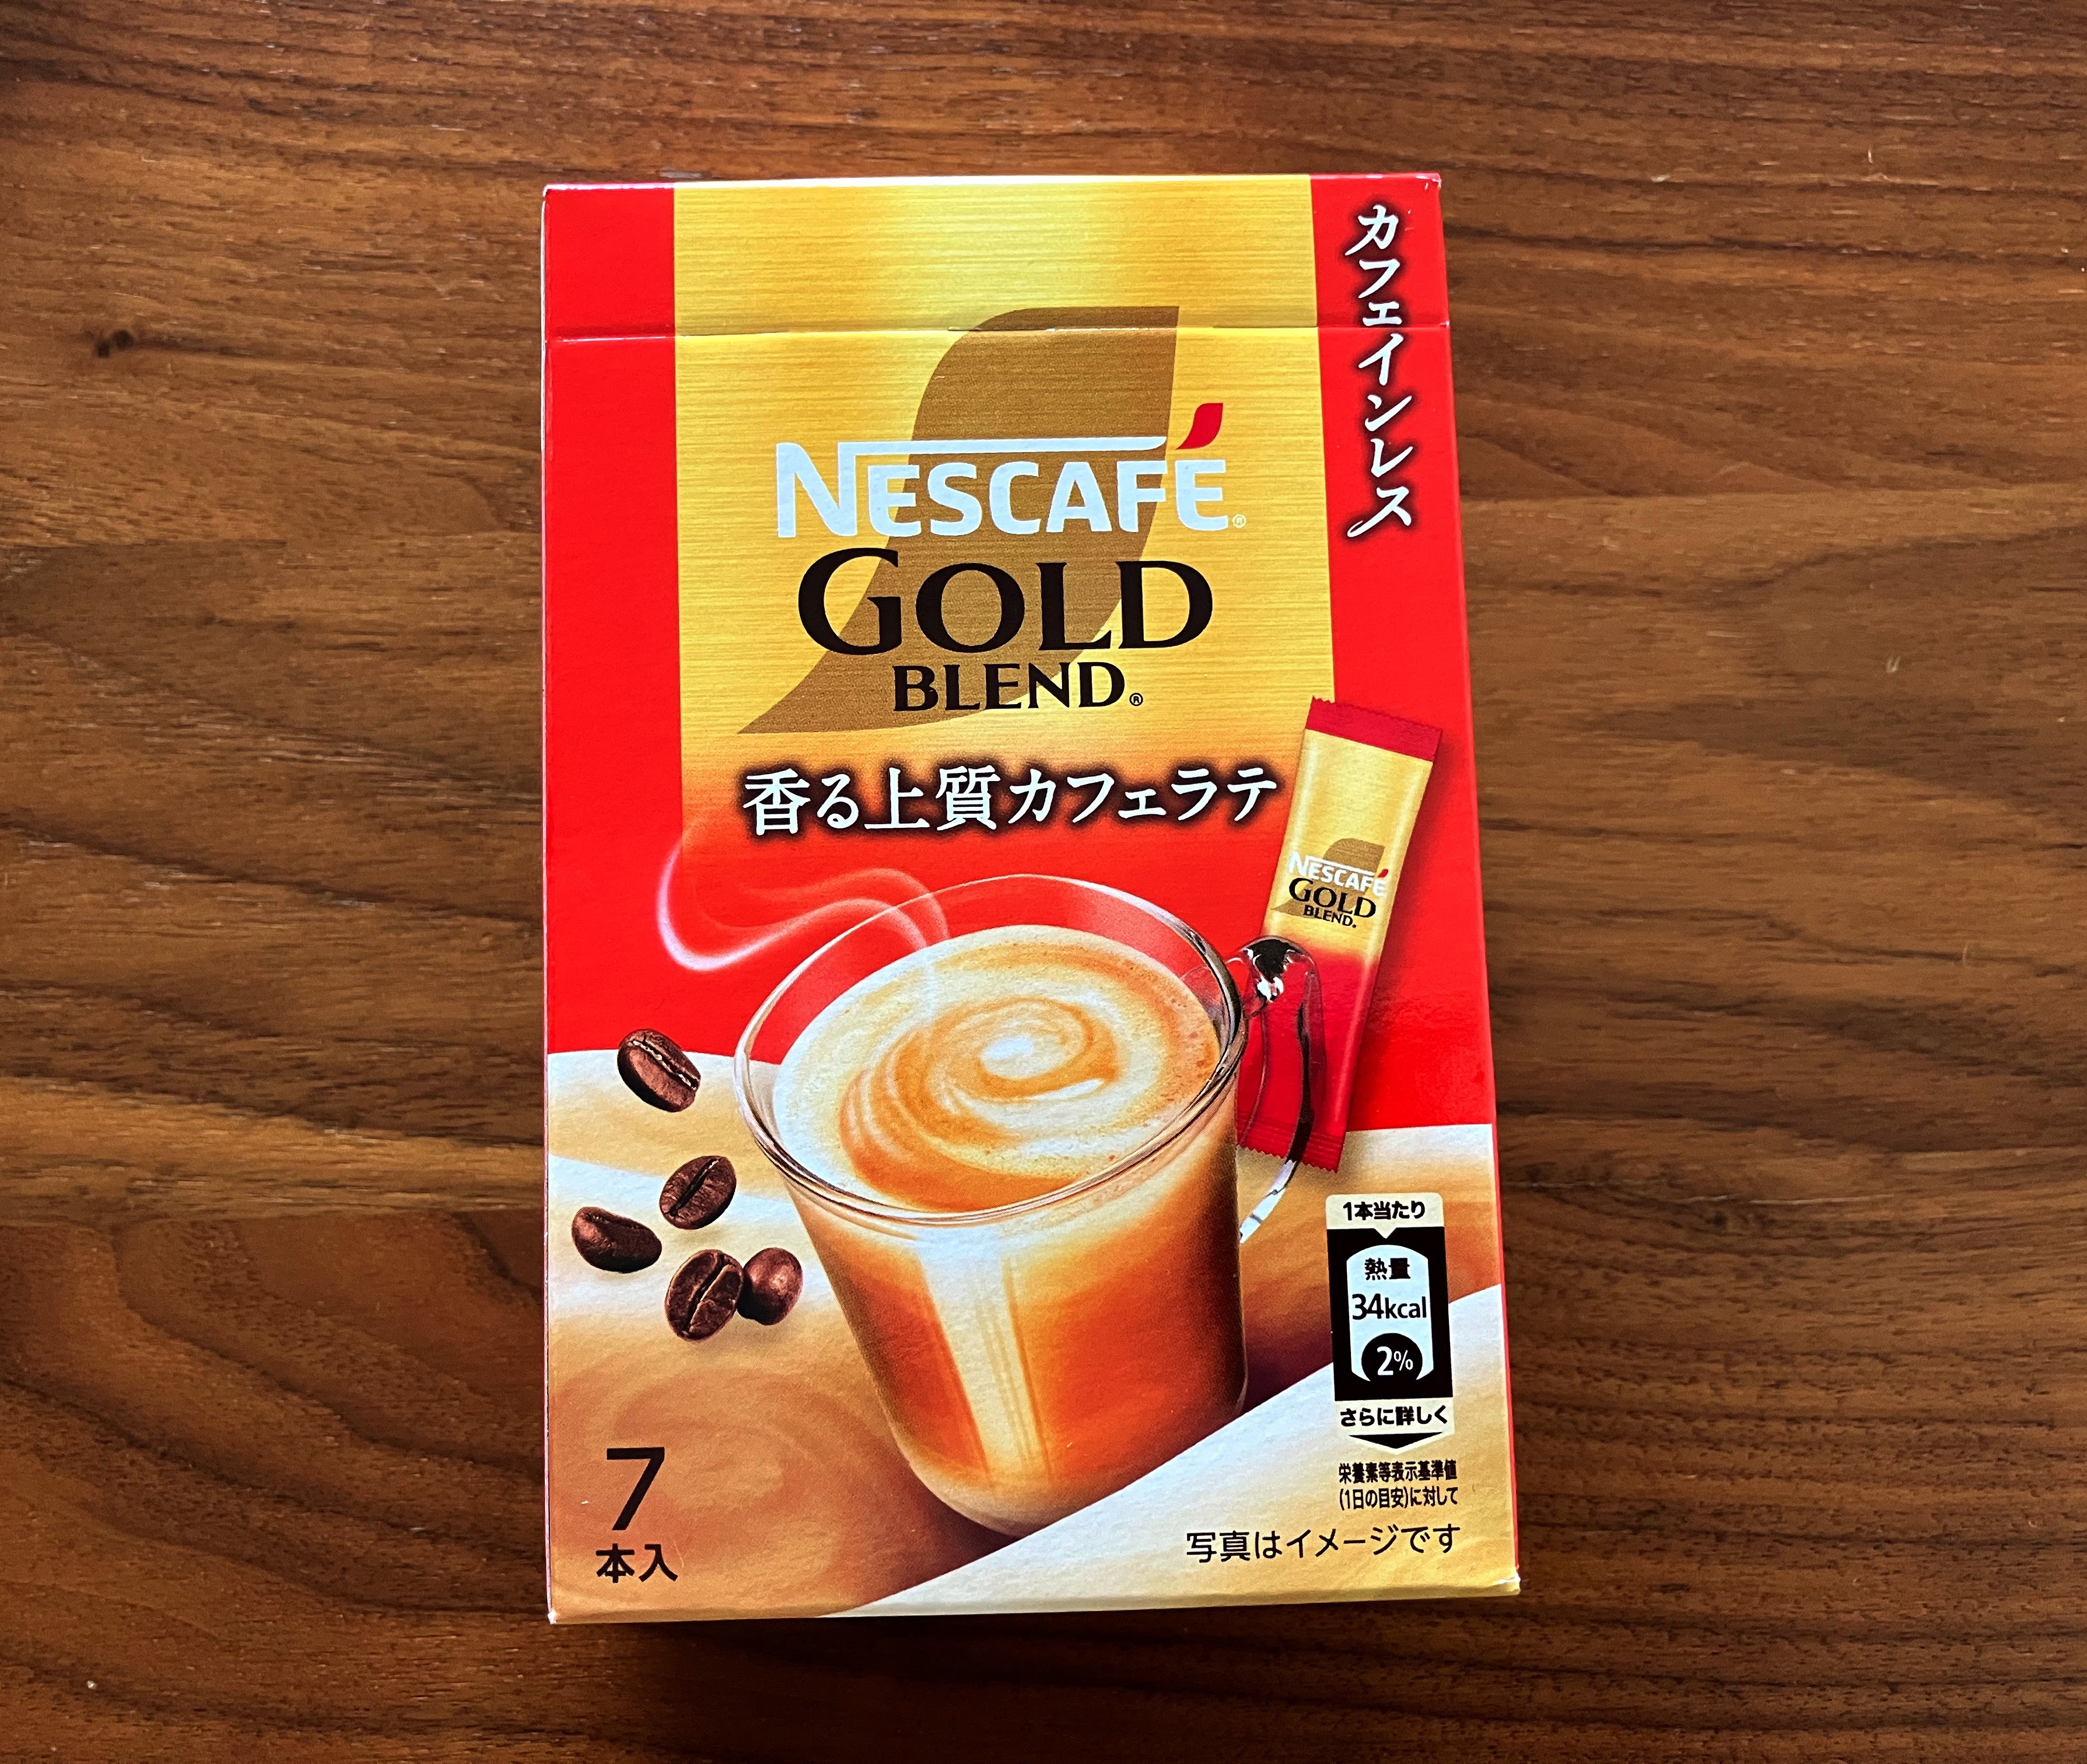 カフェインレス
NESCAFÉ®
GOLD
BLEND®
香る上質カフェラテ
NESCAFÉ
GOLD
BLEND.
1本当たり
熱量
34kcal
2%
さらに詳しく
栄養素等表示基準値
(1日の目安)に対して
7
本入
写真はイメージです